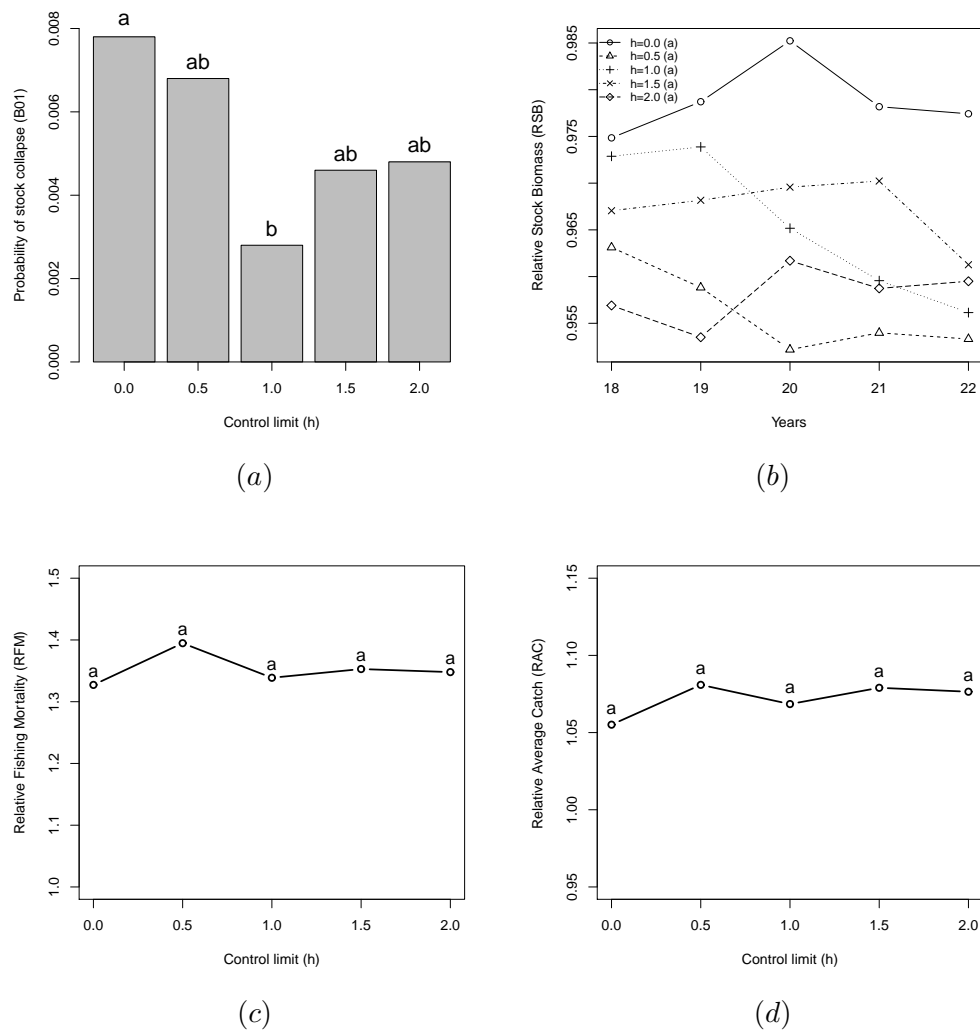 a
ab
b
ab
ab
0.000
0.002
0.004
0.006
0.008
Probability of stock collapse (B01)
0.0 0.5 1.0 1.5 2.0
Control limit (h)
(a)
h=0.0 (a)
h=0.5 (a)
h=1.0 (a)
h=1.5 (a)
h=2.0 (a)
0.955
0.965
0.975
0.985
Relative Stock Biomass (RSB)
18 19 20 21 22
Years
(b)
a
a
a
a
a
1.0
1.1
1.2
1.3
1.4
1.5
Relative Fishing Mortality (RFM)
0.0 0.5 1.0 1.5 2.0
Control limit (h)
(c)
a
a
a
a
a
0.95
1.00
1.05
1.10
1.15
Relative Average Catch (RAC)
0.0 0.5 1.0 1.5 2.0
Control limit (h)
(d)